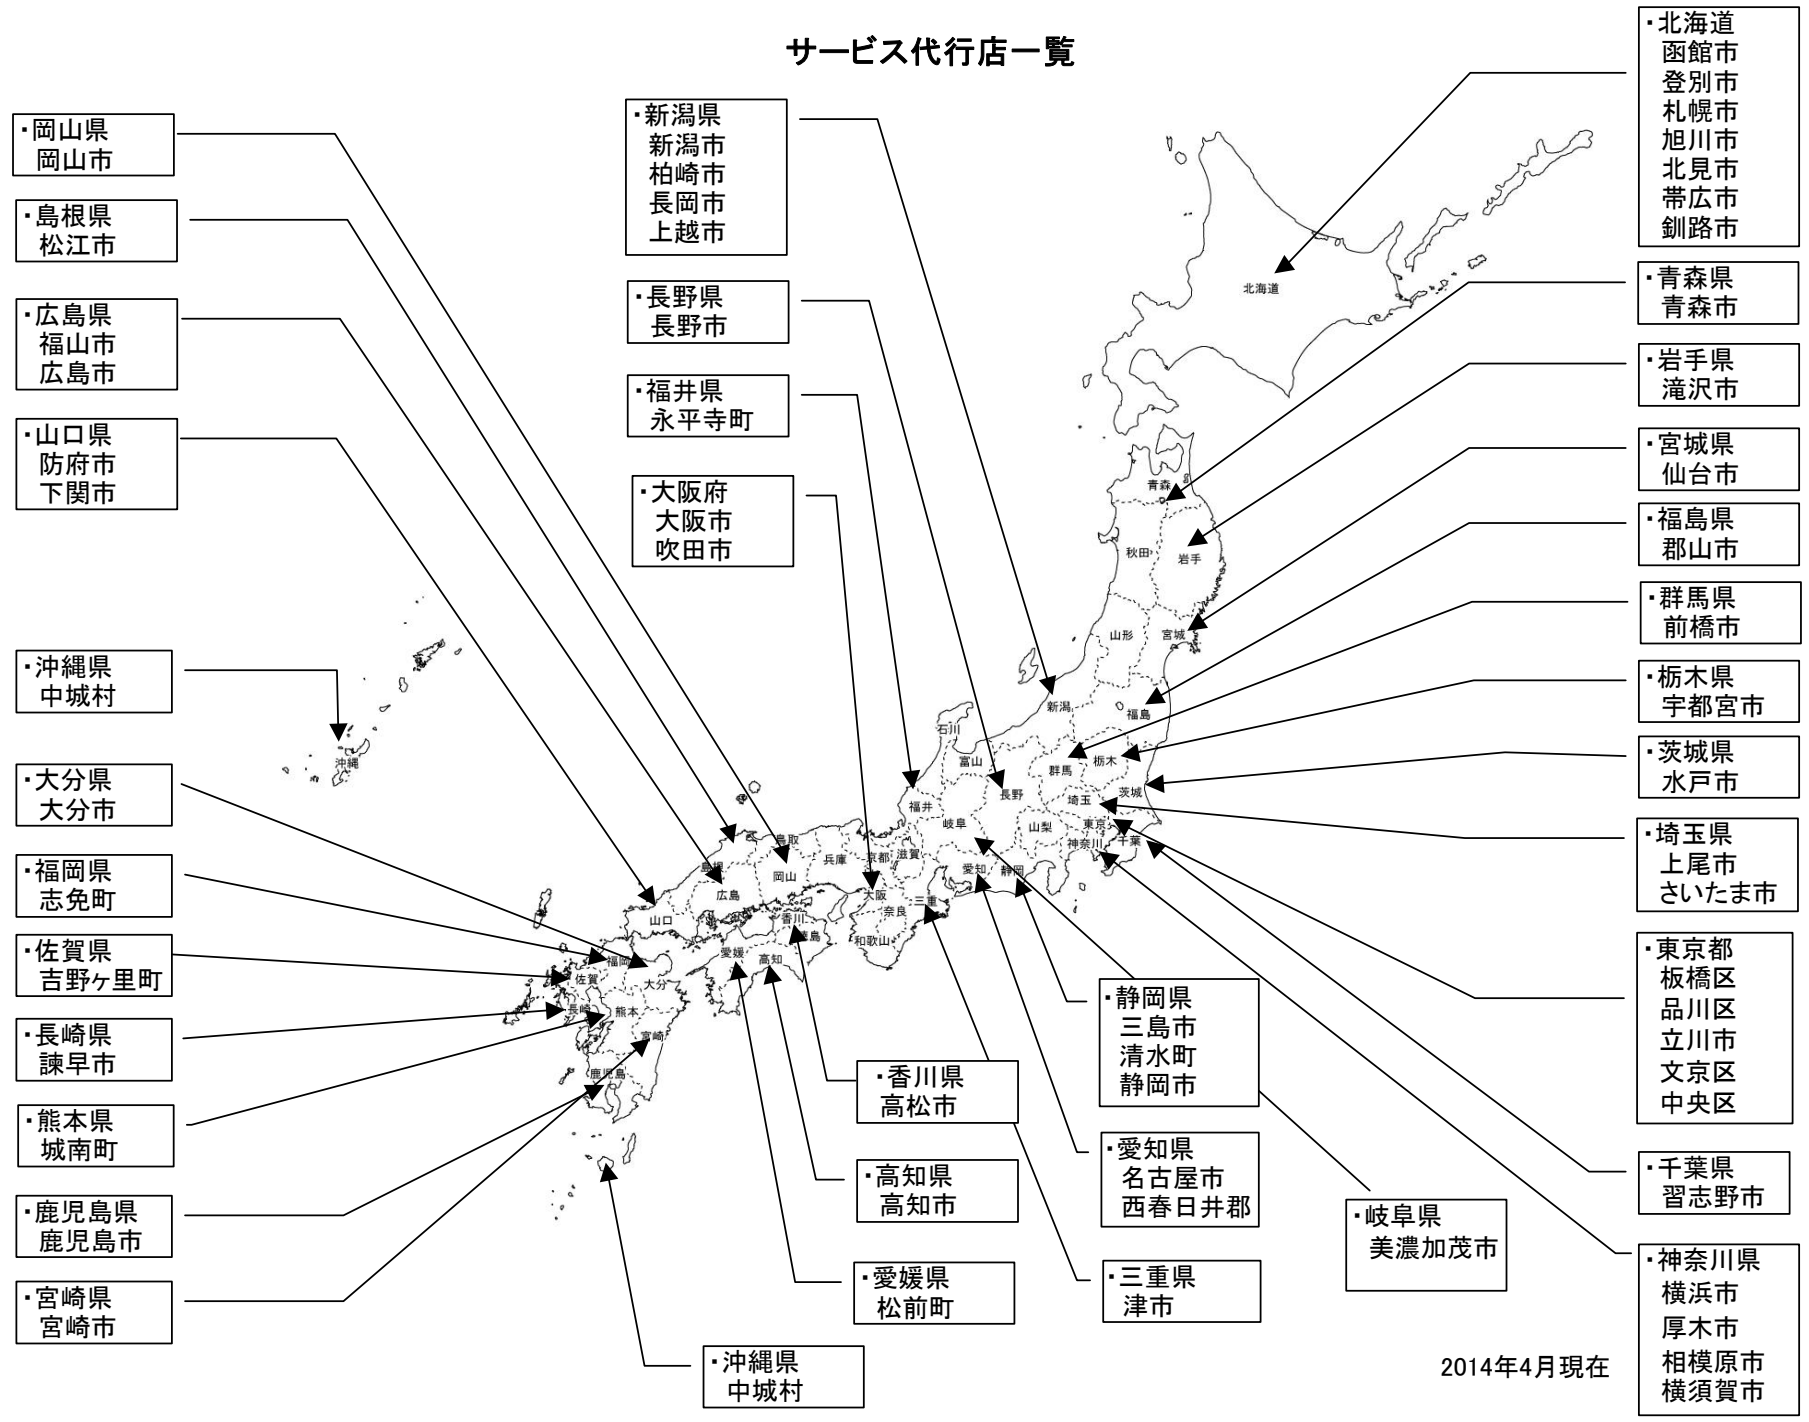 サービス代行店一覧
・岡山県
岡山市
・島根県
松江市
・広島県
福山市
広島市
・山口県
防府市
下関市
・沖縄県
中城村
・大分県
大分市
・福岡県
志免町
・佐賀県
吉野ヶ里町
・長崎県
諫早市
・熊本県
城南町
・鹿児島県
鹿児島市
・宮崎県
宮崎市
・新潟県
新潟市
柏崎市
長岡市
上越市
・長野県
長野市
・福井県
永平寺町
・大阪府
大阪市
吹田市
・北海道
函館市
登別市
札幌市
旭川市
北見市
帯広市
釧路市
・青森県
青森市
・岩手県
滝沢市
・宮城県
仙台市
・福島県
郡山市
・群馬県
前橋市
・栃木県
宇都宮市
・茨城県
水戸市
・埼玉県
上尾市
さいたま市
・東京都
板橋区
品川区
立川市
文京区
中央区
・千葉県
習志野市
・神奈川県
横浜市
厚木市
相模原市
横須賀市
・静岡県
三島市
清水町
静岡市
・香川県
高松市
・愛知県
名古屋市
西春日井郡
・高知県
高知市
・岐阜県
美濃加茂市
・愛媛県
松前町
・三重県
津市
・沖縄県
中城村
2014年4月現在
北海道
青森
秋田
岩手
山形
宮城
新潟
福島
石川
富山
群馬
栃木
長野
茨城
福井
埼玉
岐阜
山梨
東京
神奈川
千葉
鳥取
島根
岡山
兵庫
京都
滋賀
愛知
静岡
広島
大阪
奈良
三重
山口
香川
徳島
和歌山
愛媛
高知
福岡
佐賀
大分
長崎
熊本
宮崎
鹿児島
沖縄